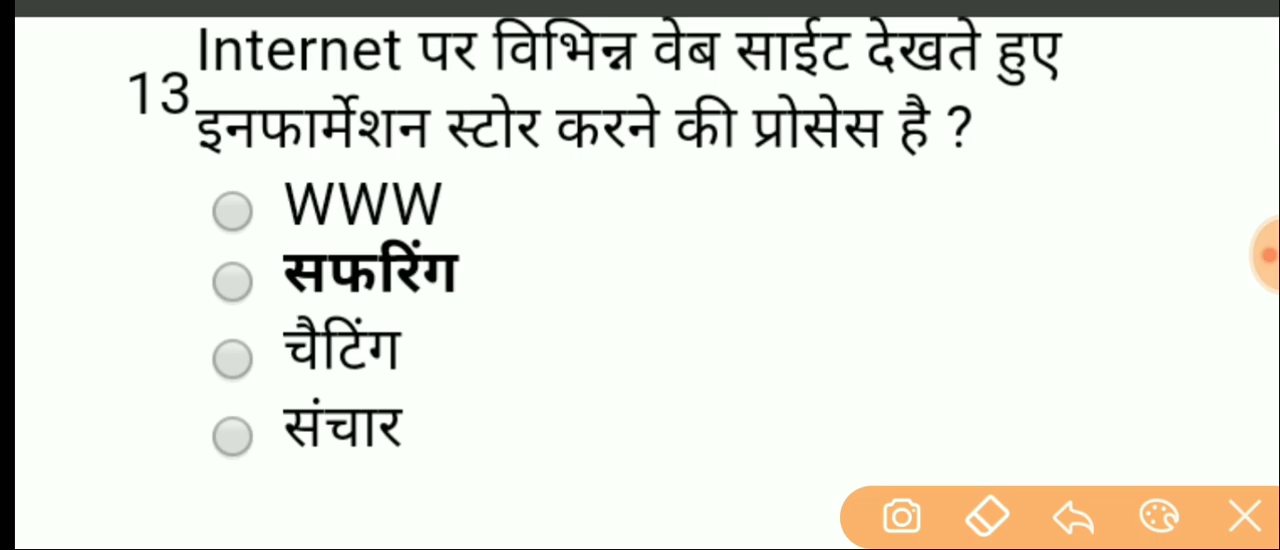 Internet पर विभिन्न वेब साईट देखते हुए
13
इनफार्मेशन स्टोर करने की प्रोसेस है ?
WWW
सफरिंग
चैटिंग
संचार